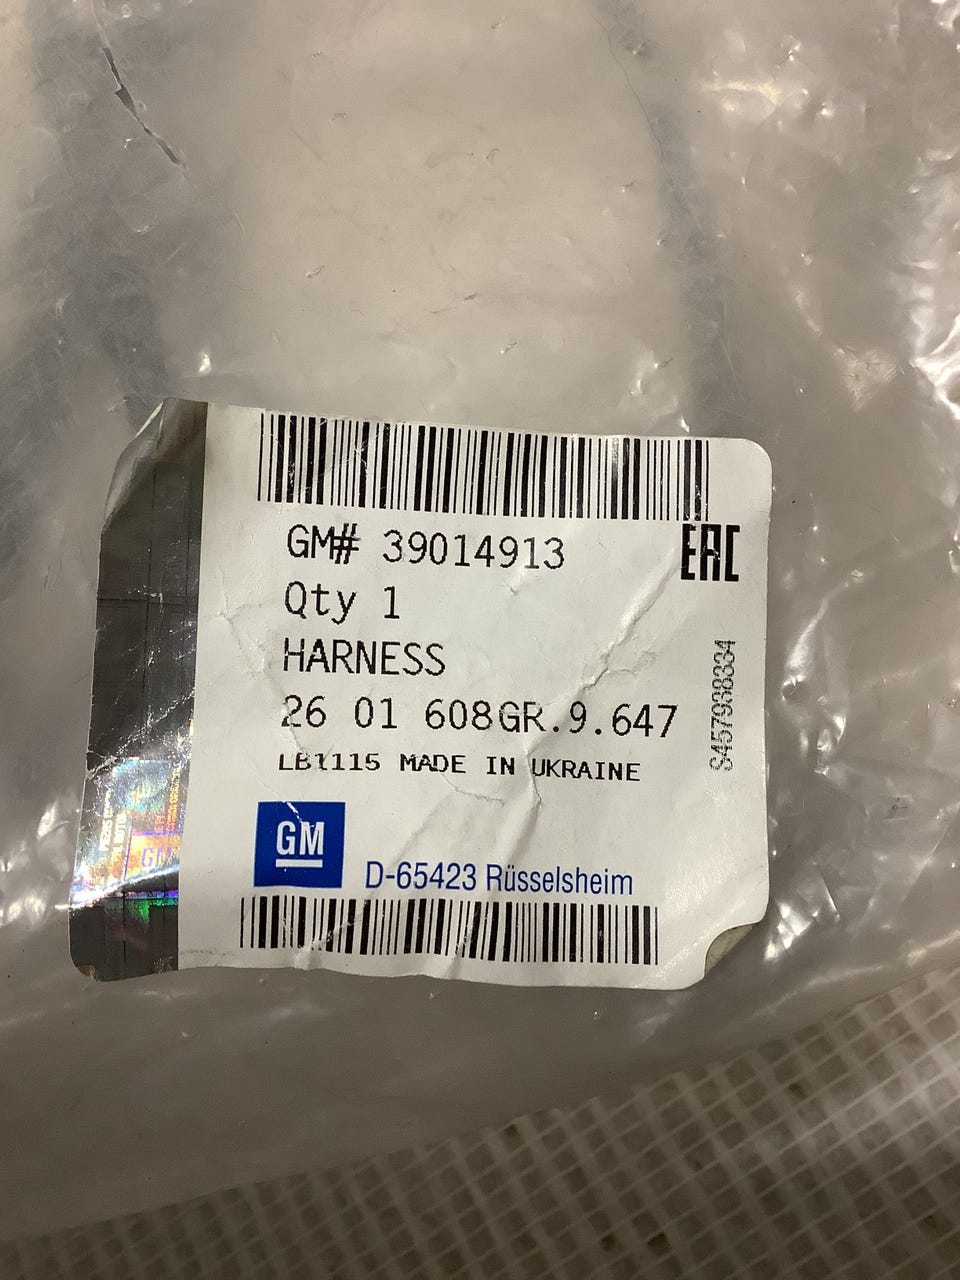 GM# 39014913
EAC
Qty 1
HARNESS
26 01 608GR.9.647
LB1115 MADE IN UKRAINE
S457938334
GM
D-65423 Rüsselsheim
GM